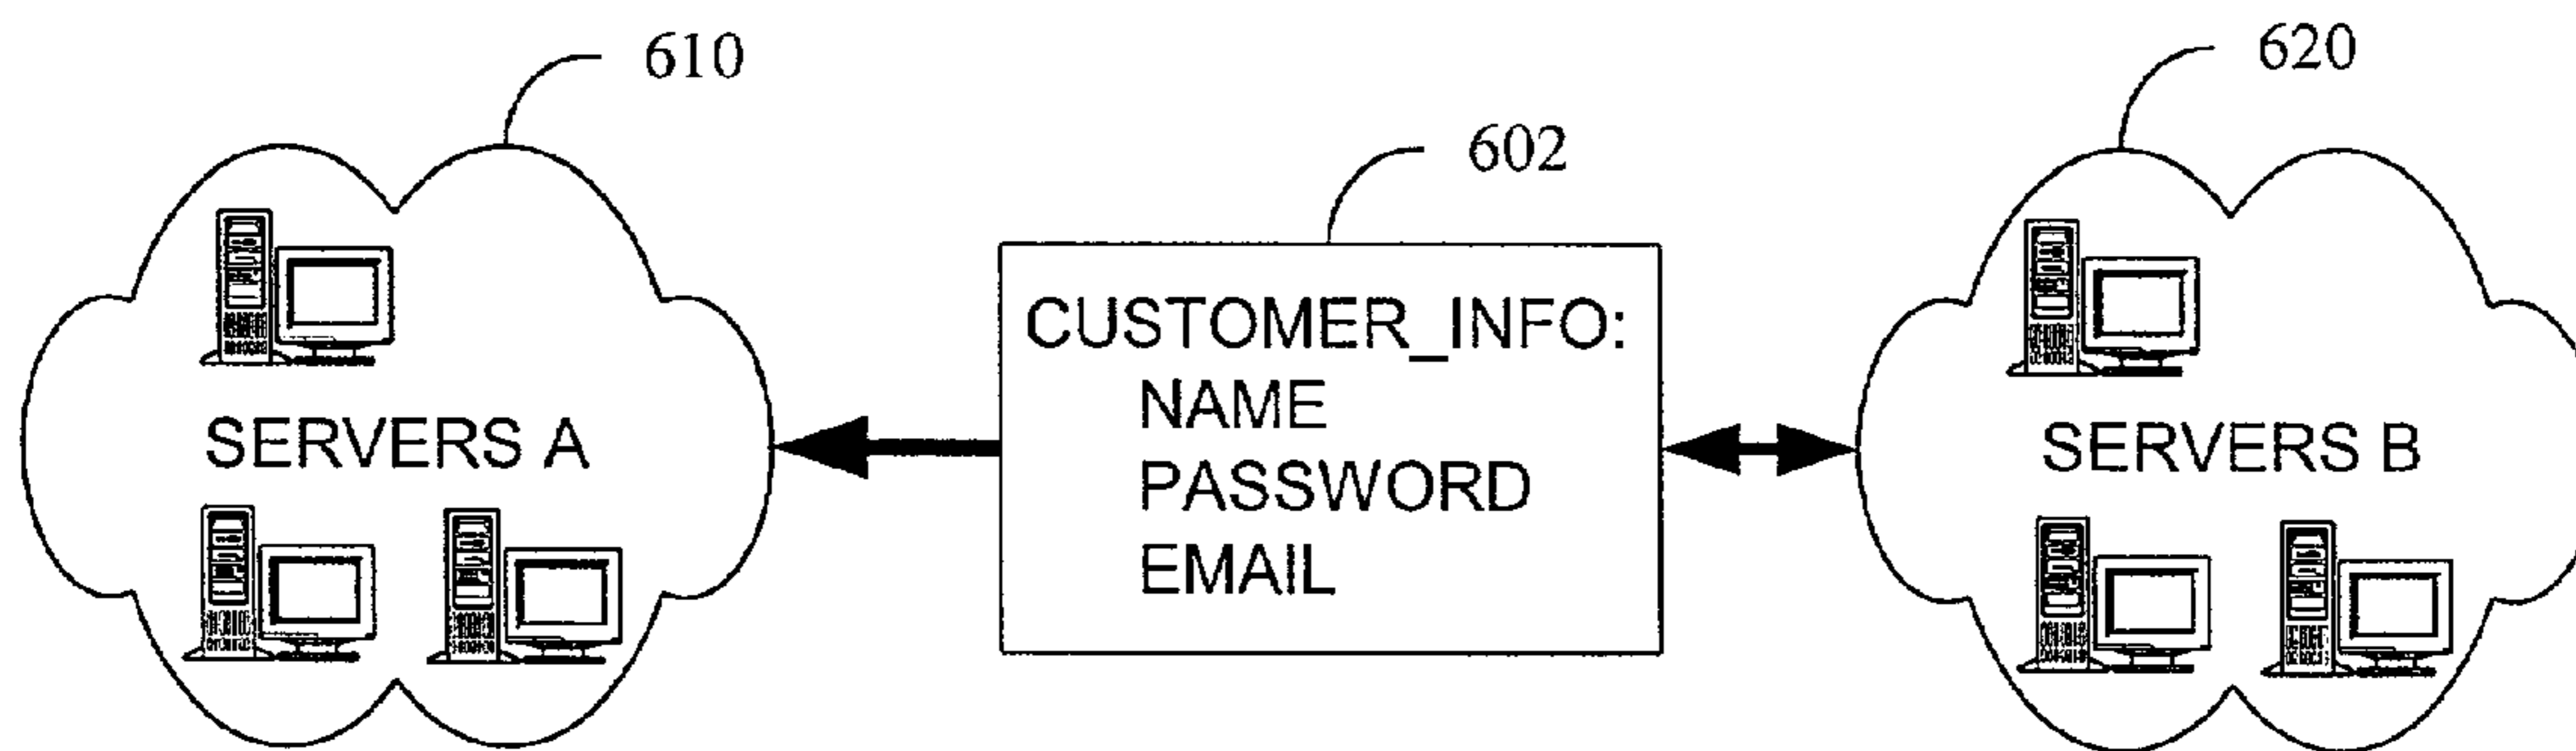 610
620
602
CUSTOMER_INFO:
NAME
PASSWORD
EMAIL
SERVERS A
SERVERS B